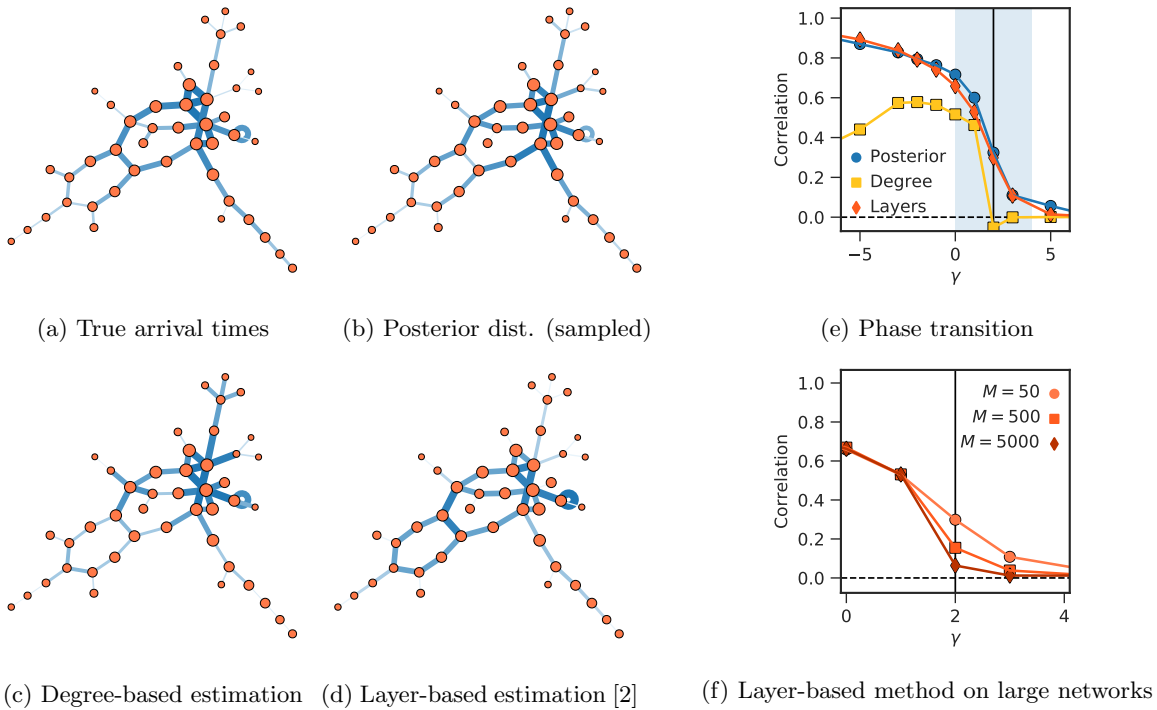 1.0
0.8
0.6
0.4
0.2
0.0
Correlation
Posterior
Degree
Layers
−5
0
5
γ
(a) True arrival times
(b) Posterior dist. (sampled)
(e) Phase transition
1.0
0.8
0.6
0.4
0.2
0.0
Correlation
M = 50
M = 500
M = 5000
0
2
4
γ
(c) Degree-based estimation
(d) Layer-based estimation [2]
(f) Layer-based method on large networks